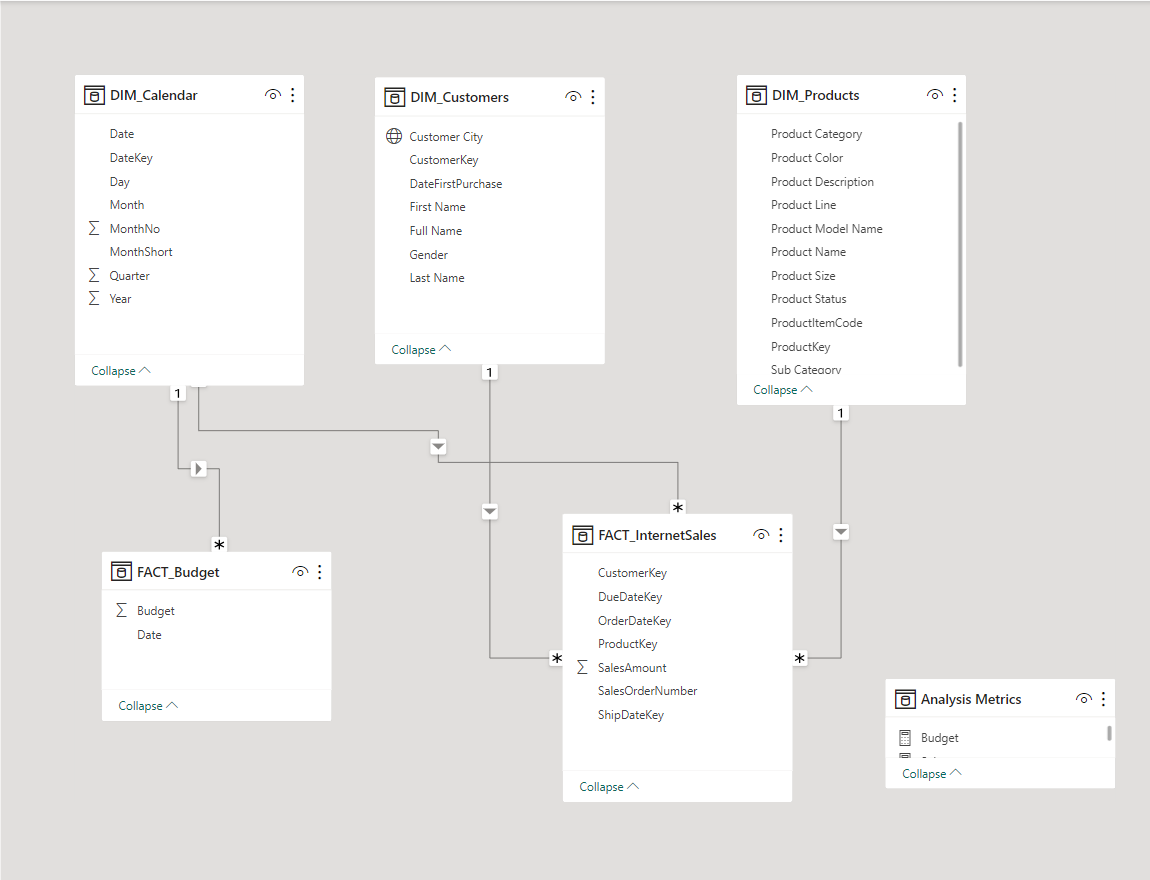 DIM_Calendar
Date
DateKey
Day
Month
MonthNo
MonthShort
Quarter
Year
Collapse
1
DIM_Customers
Customer City
CustomerKey
DateFirstPurchase
First Name
Full Name
Gender
Last Name
Collapse
1
DIM_Products
Product Category
Product Color
Product Description
Product Line
Product Model Name
Product Name
Product Size
Product Status
ProductItemCode
ProductKey
Sub Category
Collapse
1
*
FACT_Budget
Budget
Date
Collapse
*
FACT_InternetSales
CustomerKey
DueDateKey
OrderDateKey
ProductKey
SalesAmount
SalesOrderNumber
ShipDateKey
Collapse
*
*
Analysis Metrics
Budget
Collapse